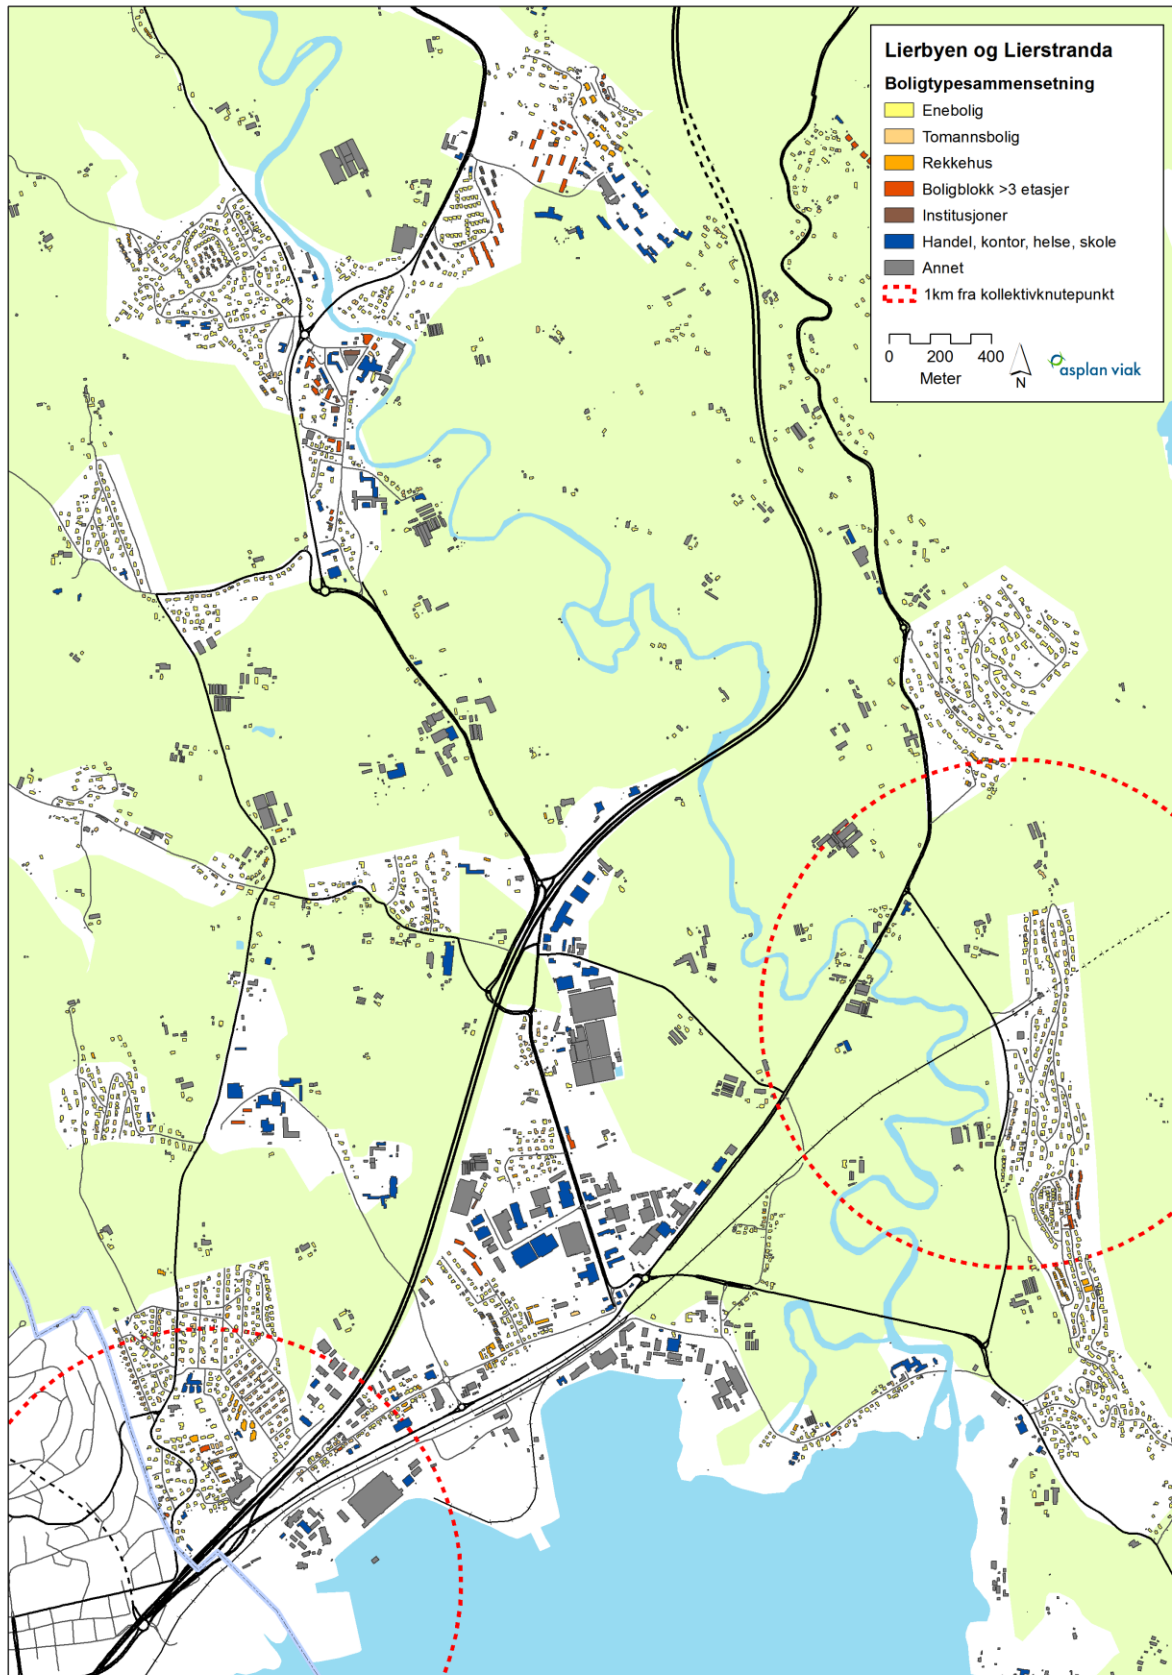 Lierbyen og Lierstranda
Boligtypesammensetning
Enebolig
Tomannsbolig
Rekkehus
Boligblokk >3 etasjer
Institusjoner
Handel, kontor, helse, skole
Annet
1km fra kollektivknutepunkt
0 200 400
Meter
N
asplan viak